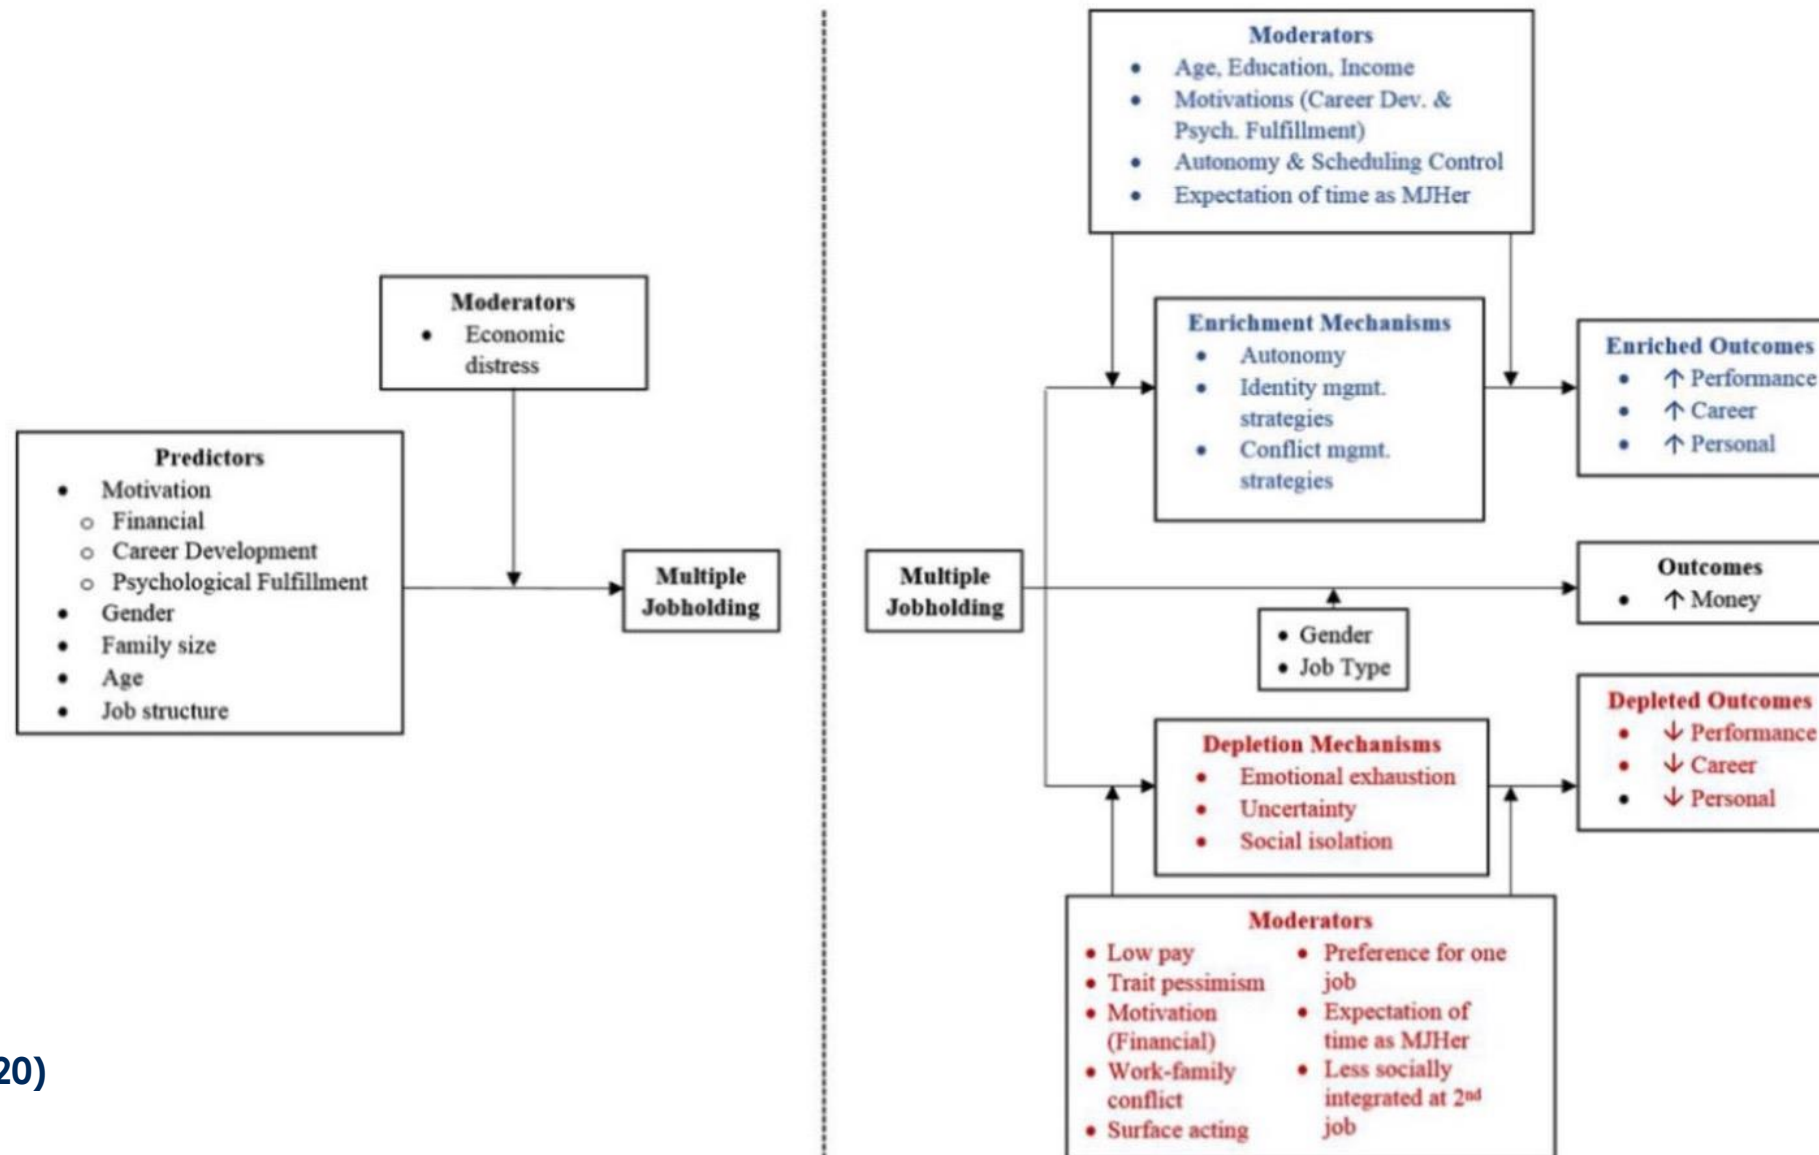 Moderators
• Economic
distress
Predictors
• Motivation
o Financial
o Career Development
o Psychological Fulfillment
• Gender
• Family size
• Age
• Job structure
Multiple
Jobholding
20)
Moderators
• Age, Education, Income
• Motivations (Career Dev. &
Psych. Fulfillment)
• Autonomy & Scheduling Control
• Expectation of time as MJHer
Enrichment Mechanisms
• Autonomy
• Identity mgmt.
strategies
• Conflict mgmt.
strategies
Enriched Outcomes
• ↑ Performance
• ↑ Career
• ↑ Personal
Multiple
Jobholding
Outcomes
• ↑ Money
• Gender
• Job Type
Depletion Mechanisms
• Emotional exhaustion
• Uncertainty
• Social isolation
Depleted Outcomes
• ↓ Performance
• ↓ Career
• ↓ Personal
Moderators
• Low pay
• Trait pessimism
• Motivation
(Financial)
• Work-family
conflict
• Surface acting
• Preference for one
job
• Expectation of
time as MJHer
• Less socially
integrated at 2nd
job